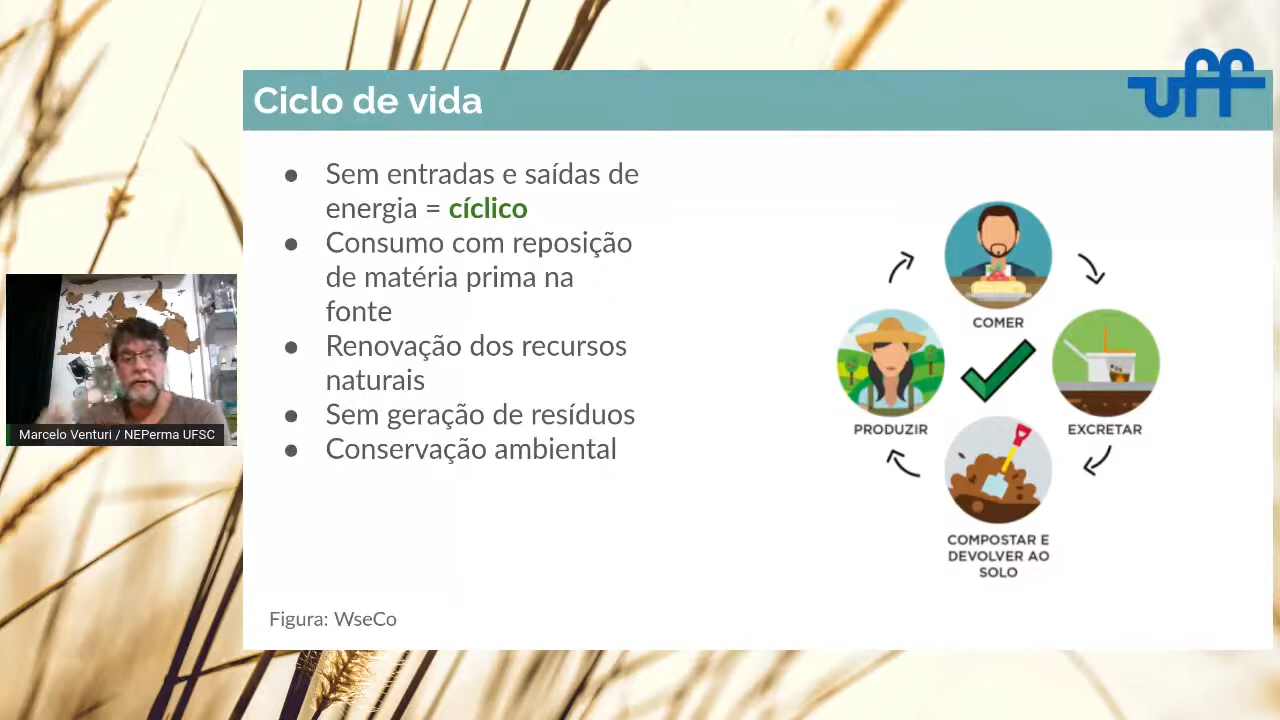 Ciclo de vida
uff
● Sem entradas e saídas de
energia = cíclico
● Consumo com reposição
de matéria prima na
fonte
● Renovação dos recursos
naturais
● Sem geração de resíduos
● Conservação ambiental
COMER
PRODUZIR
EXCRETAR
COMPOSTAR E
DEVOLVER AO
SOLO
Marcelo Venturi / NEPerma UFSC
Figura: WseCo